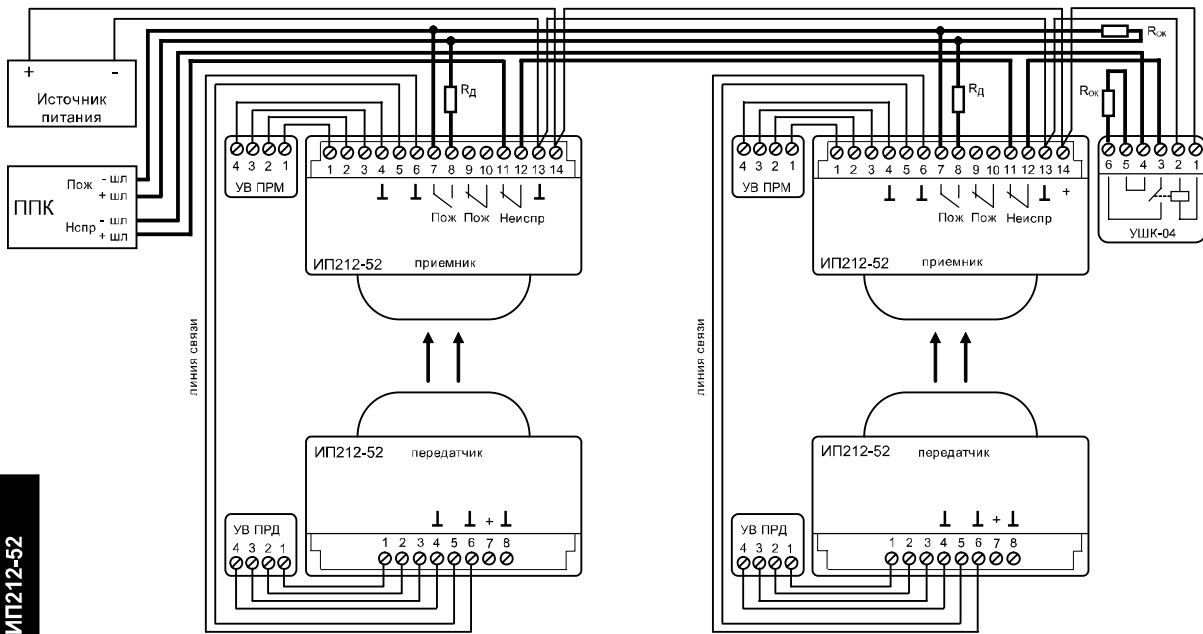 + -
Источник
питания
ППК
Пож - шл
+ шл
Нспр - шл
+ шл
Rок
Rд
Rд
Rок
4 3 2 1
УВ ПРМ
1 2 3 4 5 6 7 8 9 10 11 12 13 14
Пож Пож Неиспр
ИП212-52 приемник
4 3 2 1
УВ ПРМ
1 2 3 4 5 6 7 8 9 10 11 12 13 14
+
Пож Пож Неиспр
ИП212-52 приемник
6 5 4 3 2 1
УШК-04
линия связи
линия связи
ИП212-52 передатчик
+
УВ ПРД
4 3 2 1
1 2 3 4 5 6 7 8
ИП212-52 передатчик
+
УВ ПРД
4 3 2 1
1 2 3 4 5 6 7 8
ИП212-52